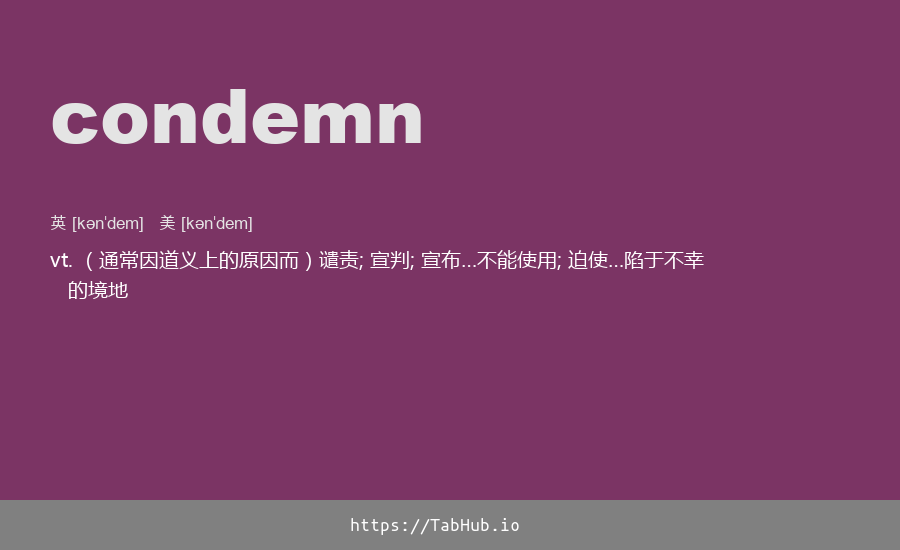 condemn
英 [kən'dem] 美 [kən'dem]
vt. （通常因道义上的原因而）谴责; 宣判; 宣布…不能使用; 迫使…陷于不幸
的境地
https://TabHub.io